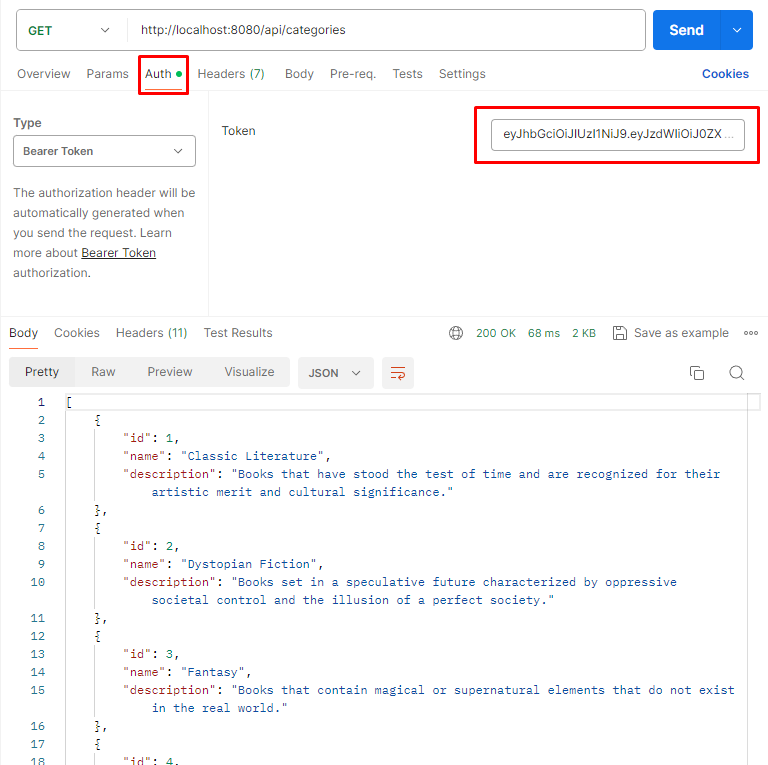 GET http://localhost:8080/api/categories Send
Overview Params Auth Headers (7) Body Pre-req. Tests Settings Cookies
Type
Bearer Token
The authorization header will be
automatically generated when
you send the request. Learn
more about Bearer Token
authorization.
Token
eyJhbGciOiJIUzI1NiJ9.eyJzdWIiOiJ0ZX ...
Body Cookies Headers (11) Test Results 200 OK 68 ms 2 KB Save as example
Pretty Raw Preview Visualize JSON
1 [
2 {
3 "id": 1,
4 "name": "Classic Literature",
5 "description": "Books that have stood the test of time and are recognized for their
artistic merit and cultural significance."
6 },
7 {
8 "id": 2,
9 "name": "Dystopian Fiction",
10 "description": "Books set in a speculative future characterized by oppressive
societal control and the illusion of a perfect society."
11 },
12 {
13 "id": 3,
14 "name": "Fantasy",
15 "description": "Books that contain magical or supernatural elements that do not exist
in the real world."
16 },
17 {
18 "id": 4,